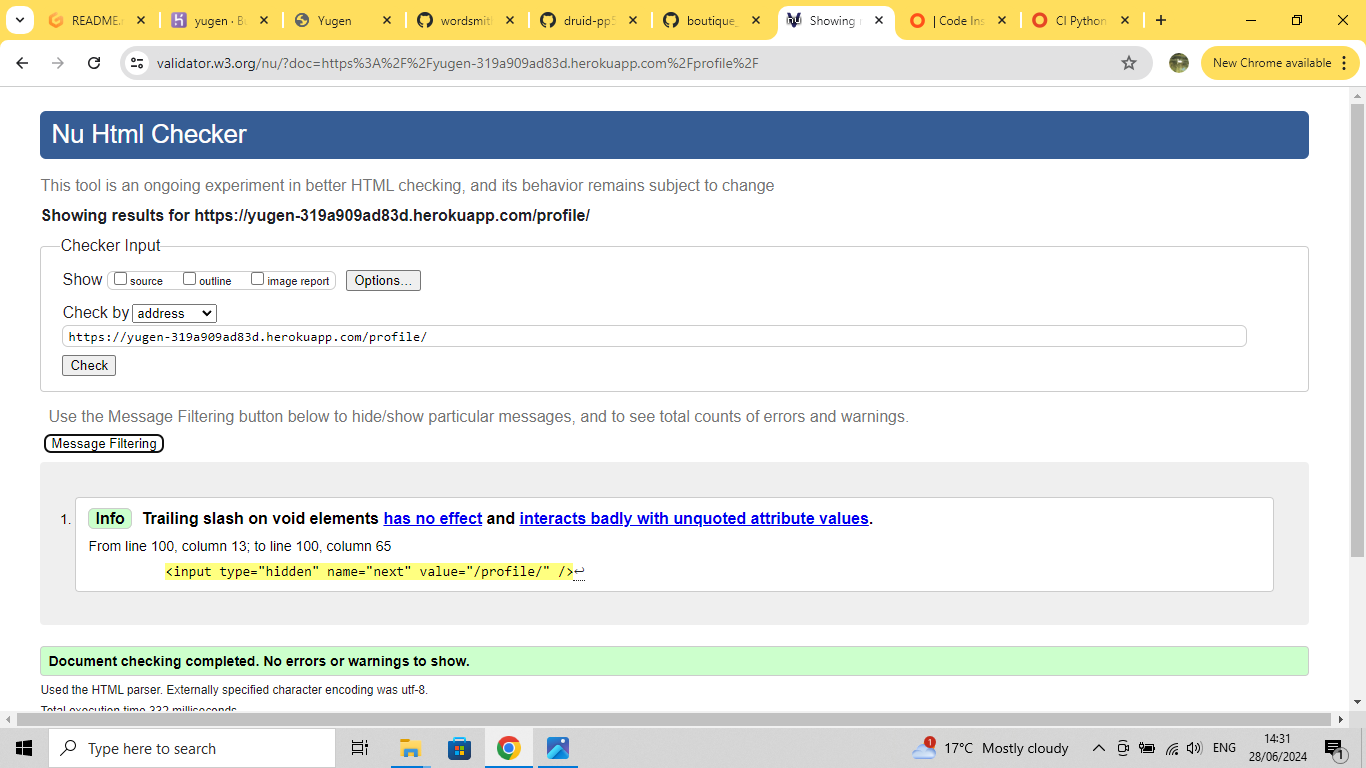 README.
yugen · B
Yugen
wordsmit
druid-pp5
boutique_
Showing
| Code Ins
CI Python
validator.w3.org/nu/?doc=https%3A%2F%2Fyugen-319a909ad83d.herokuapp.com%2Fprofile%2F
New Chrome available
Nu Html Checker
This tool is an ongoing experiment in better HTML checking, and its behavior remains subject to change
Showing results for https://yugen-319a909ad83d.herokuapp.com/profile/
Checker Input
Show source outline image report Options...
Check by address
https://yugen-319a909ad83d.herokuapp.com/profile/
Check
Use the Message Filtering button below to hide/show particular messages, and to see total counts of errors and warnings.
Message Filtering
1. Info Trailing slash on void elements has no effect and interacts badly with unquoted attribute values.
From line 100, column 13; to line 100, column 65
<input type="hidden" name="next" value="/profile/" />↩
Document checking completed. No errors or warnings to show.
Used the HTML parser. Externally specified character encoding was utf-8.
Total execution time 332 milliseconds.
Type here to search
1
17°C Mostly cloudy
ENG
14:31
28/06/2024
1